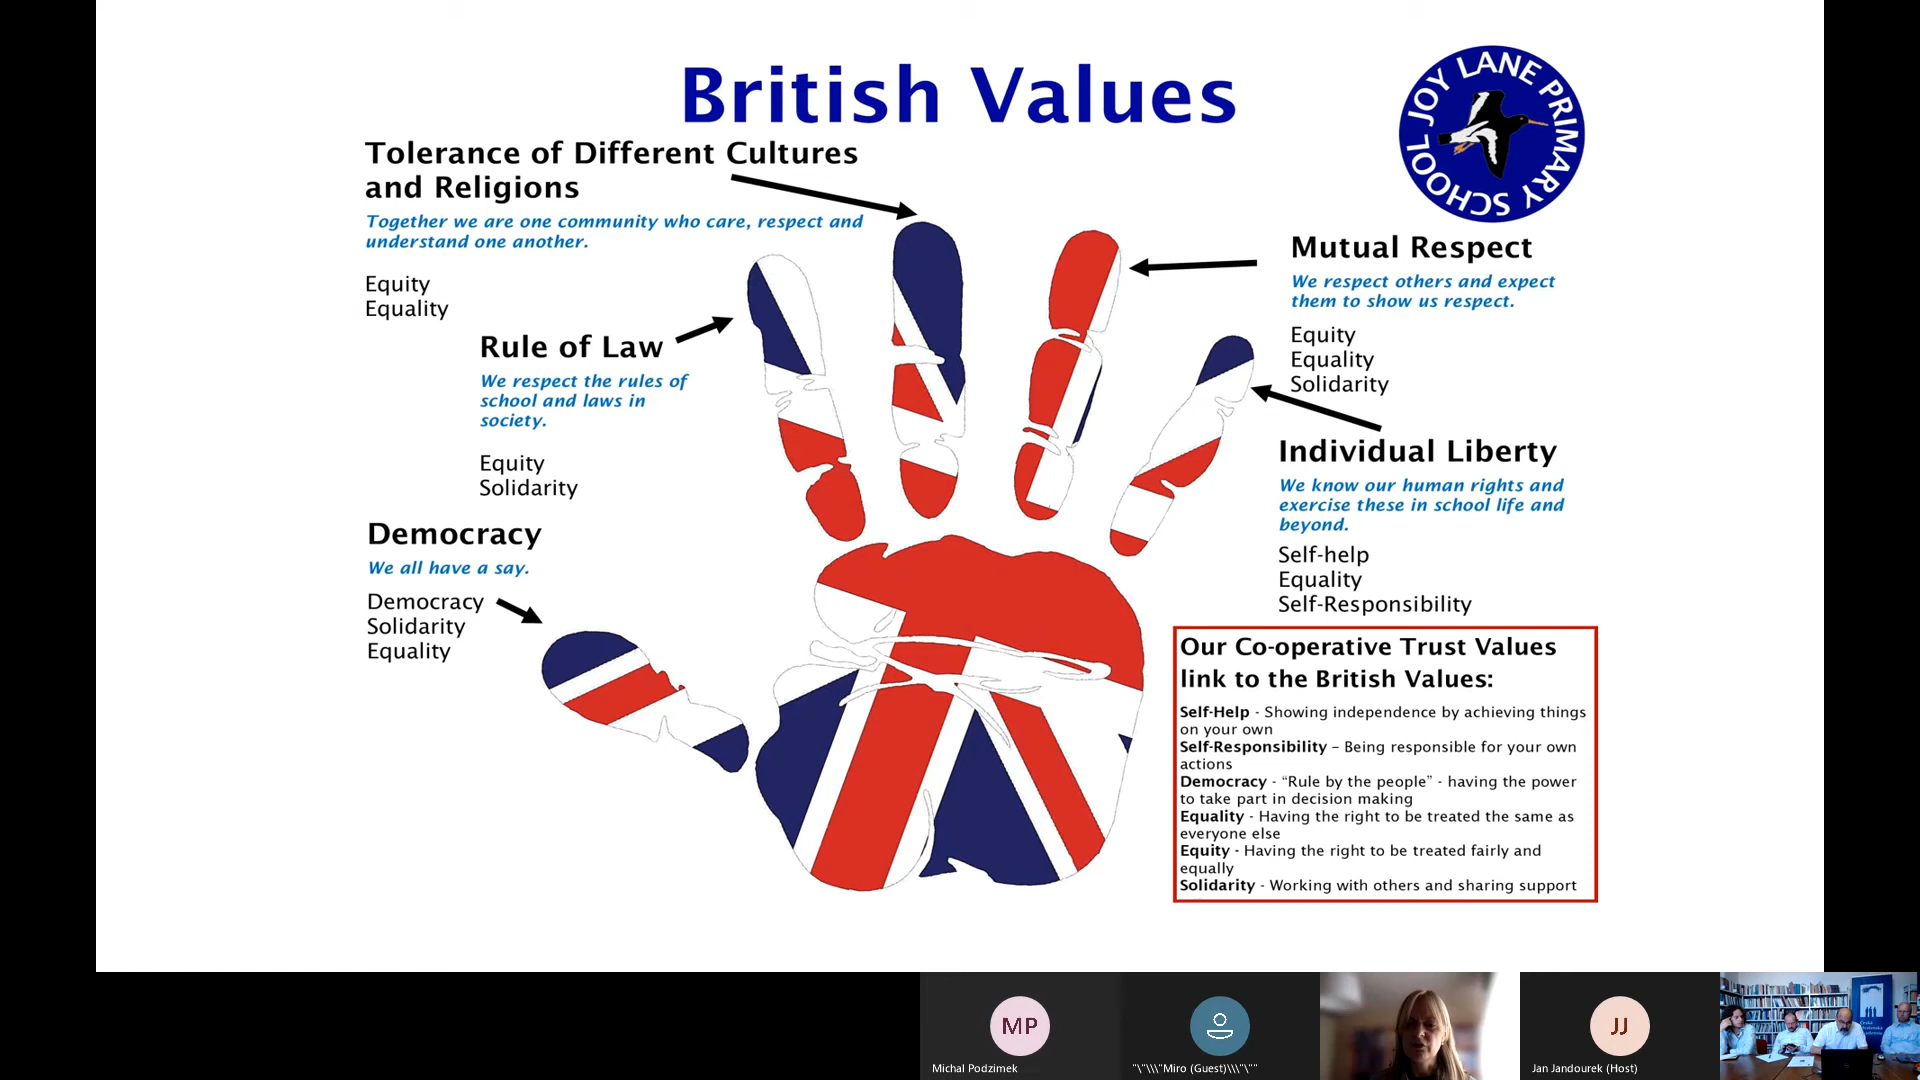 British Values
JOY LANE PRIMARY SCHOOL
Tolerance of Different Cultures
and Religions
Together we are one community who care, respect and
understand one another.
Equity
Equality
Rule of Law
We respect the rules of
school and laws in
society.
Equity
Solidarity
Democracy
We all have a say.
Democracy
Solidarity
Equality
Mutual Respect
We respect others and expect
them to show us respect.
Equity
Equality
Solidarity
Individual Liberty
We know our human rights and
exercise these in school life and
beyond.
Self-help
Equality
Self-Responsibility
Our Co-operative Trust Values
link to the British Values:
Self-Help - Showing independence by achieving things
on your own
Self-Responsibility – Being responsible for your own
actions
Democracy - “Rule by the people” - having the power
to take part in decision making
Equality - Having the right to be treated the same as
everyone else
Equity - Having the right to be treated fairly and
equally
Solidarity - Working with others and sharing support
MP
Michal Podzimek
"\"\\\"Miro (Guest)\\\"\""
JJ
Jan Jandourek (Host)